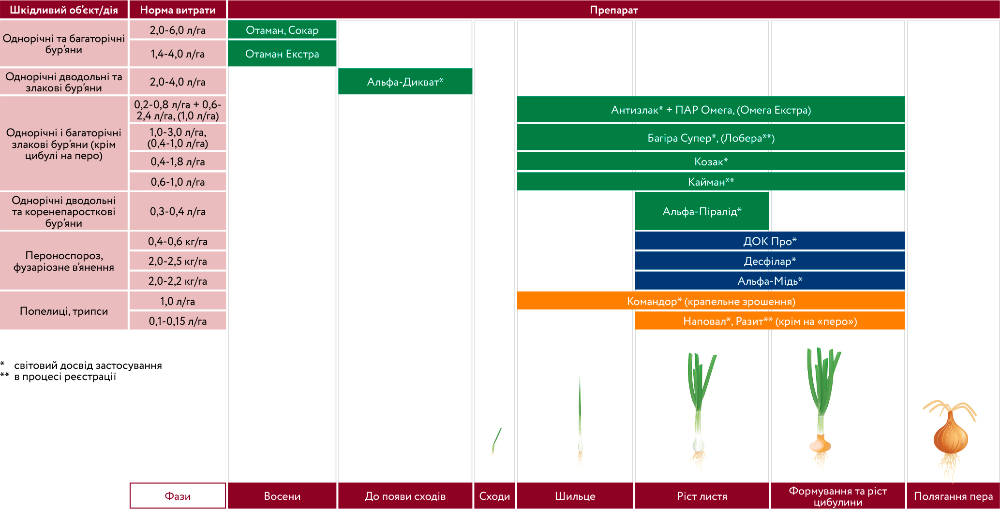 Шкідливий об'єкт/дія
Норма витрати
Препарат
Однорічні та багаторічні
бур'яни
2,0-6,0 л/га
Отаман, Сокар
1,4-4,0 л/га
Отаман Екстра
Однорічні дводольні та
злакові бур'яни
2,0-4,0 л/га
Альфа-Дикват*
Однорічні і багаторічні
злакові бур'яни (крім
цибулі на перо)
0,2-0,8 л/га + 0,6-
2,4 л/га, (1,0 л/га)
Антизлак* + ПАР Омега, (Омега Екстра)
1,0-3,0 л/га,
(0,4-1,0 л/га)
Багіра Супер*, (Лобера**)
0,4-1,8 л/га
Козак*
0,6-1,0 л/га
Кайман**
Однорічні дводольні
та коренепаросткові
бур'яни
0,3-0,4 л/га
Альфа-Піралід*
Пероноспороз,
фузаріозне в'янення
0,4-0,6 кг/га
ДОК Про*
2,0-2,5 кг/га
Десфілар*
2,0-2,2 кг/га
Альфа-Мідь*
Попелиці, трипси
1,0 л/га
Командор* (крапельне зрошення)
0,1-0,15 л/га
Наповал*, Разит** (крім на «перо»)
* світовий досвід застосування
** в процесі реєстрації
Фази
Восени
До появи сходів
Сходи
Шильце
Ріст листя
Формування та ріст
цибулини
Полягання пера